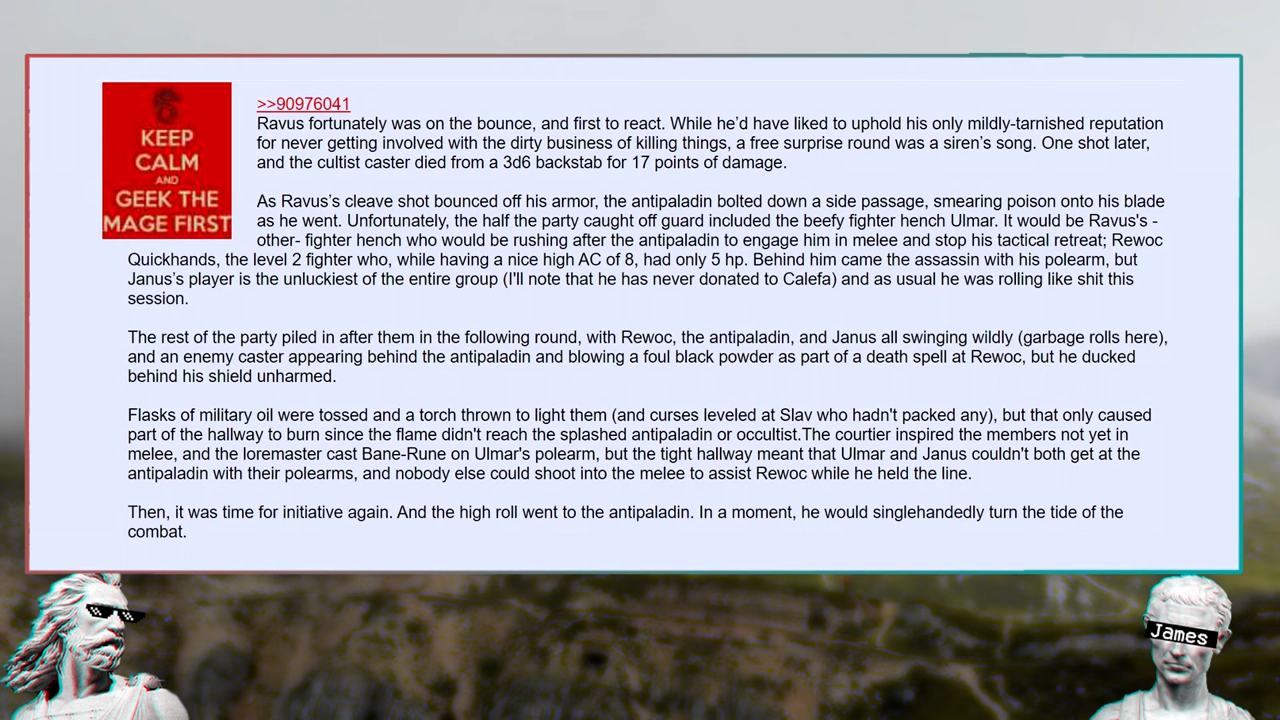 KEEP
CALM
AND
GEEK THE
MAGE FIRST
>>90976041
Ravus fortunately was on the bounce, and first to react. While he’d have liked to uphold his only mildly-tarnished reputation
for never getting involved with the dirty business of killing things, a free surprise round was a siren’s song. One shot later,
and the cultist caster died from a 3d6 backstab for 17 points of damage.
As Ravus’s cleave shot bounced off his armor, the antipaladin bolted down a side passage, smearing poison onto his blade
as he went. Unfortunately, the half the party caught off guard included the beefy fighter hench Ulmar. It would be Ravus's -
other- fighter hench who would be rushing after the antipaladin to engage him in melee and stop his tactical retreat; Rewoc
Quickhands, the level 2 fighter who, while having a nice high AC of 8, had only 5 hp. Behind him came the assassin with his polearm, but
Janus’s player is the unluckiest of the entire group (I'll note that he has never donated to Calefa) and as usual he was rolling like shit this
session.
The rest of the party piled in after them in the following round, with Rewoc, the antipaladin, and Janus all swinging wildly (garbage rolls here),
and an enemy caster appearing behind the antipaladin and blowing a foul black powder as part of a death spell at Rewoc, but he ducked
behind his shield unharmed.
Flasks of military oil were tossed and a torch thrown to light them (and curses leveled at Slav who hadn't packed any), but that only caused
part of the hallway to burn since the flame didn't reach the splashed antipaladin or occultist.The courtier inspired the members not yet in
melee, and the loremaster cast Bane-Rune on Ulmar's polearm, but the tight hallway meant that Ulmar and Janus couldn't both get at the
antipaladin with their polearms, and nobody else could shoot into the melee to assist Rewoc while he held the line.
Then, it was time for initiative again. And the high roll went to the antipaladin. In a moment, he would singlehandedly turn the tide of the
combat.
James